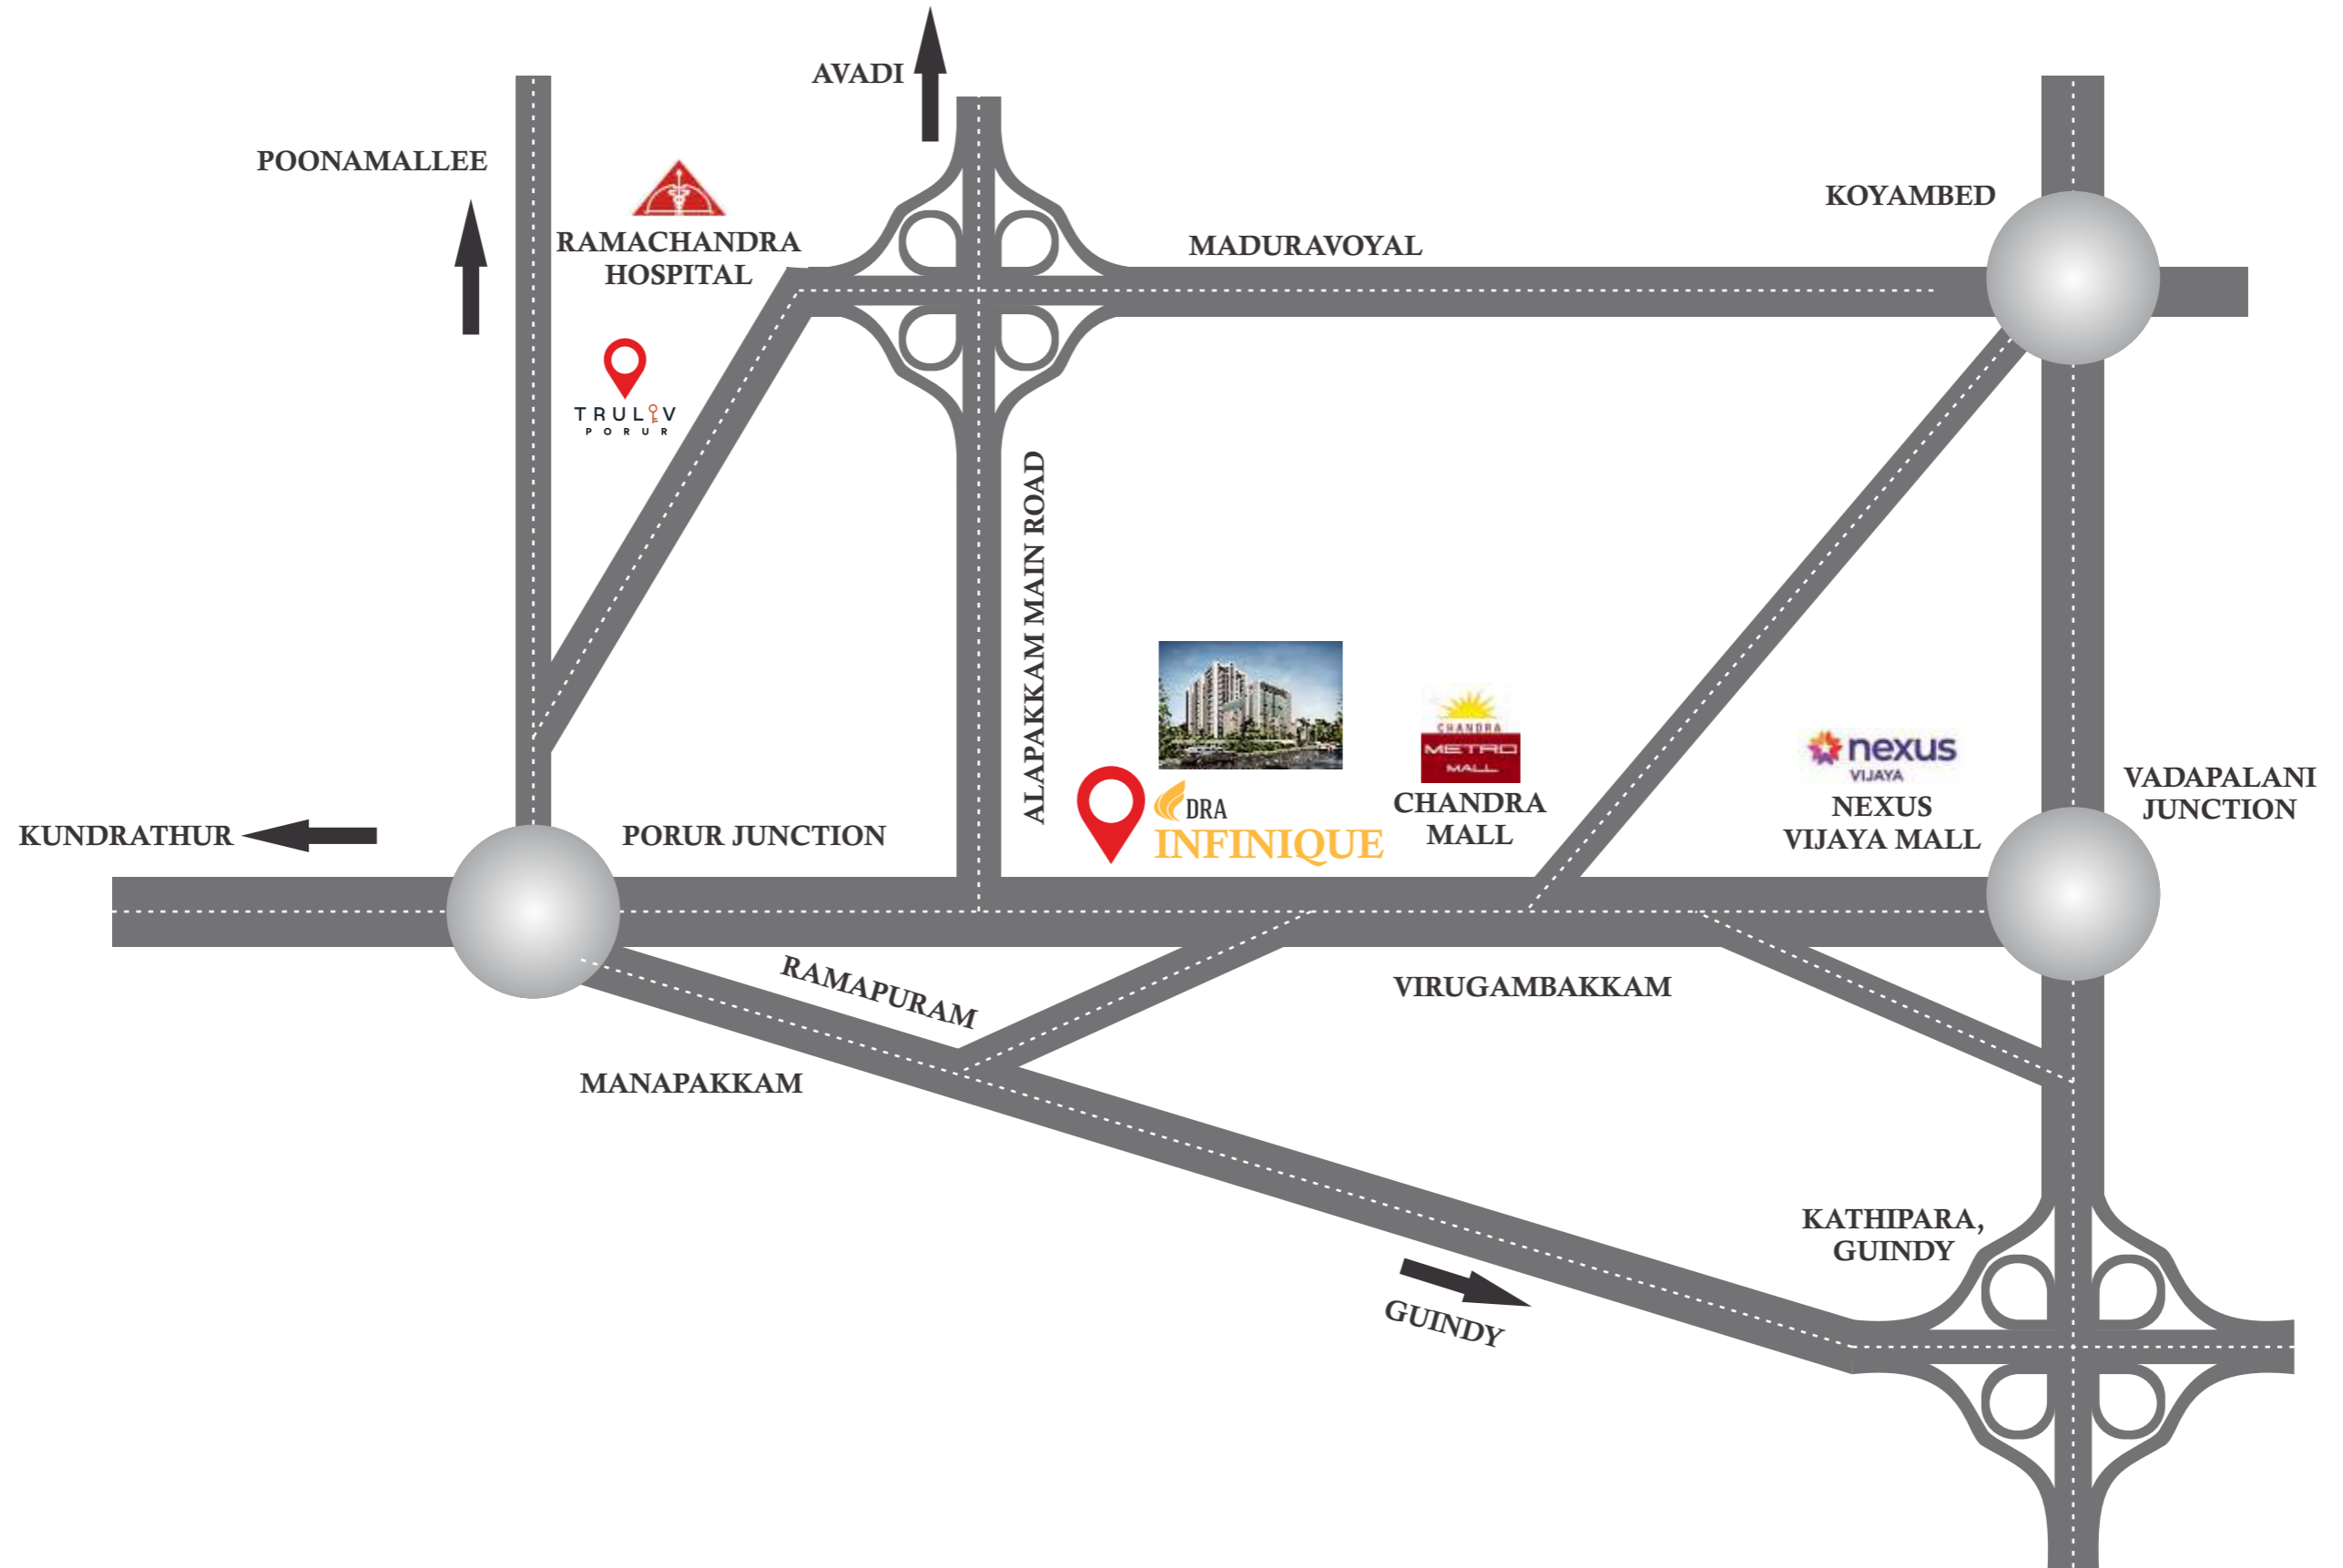 AVADI
POONAMALLEE
RAMACHANDRA
HOSPITAL
KOYAMBED
MADURAVOYAL
TRULIV
PORUR
ALAPAKKAM MAIN ROAD
CHANDRA
METRO
MALL
nexus
VIJAYA
VADAPALANI
JUNCTION
CHANDRA
MALL
NEXUS
VIJAYA MALL
DRA
INFINIQUE
KUNDRATHUR
PORUR JUNCTION
RAMAPURAM
VIRUGAMBAKKAM
MANAPAKKAM
KATHIPARA,
GUINDY
GUINDY